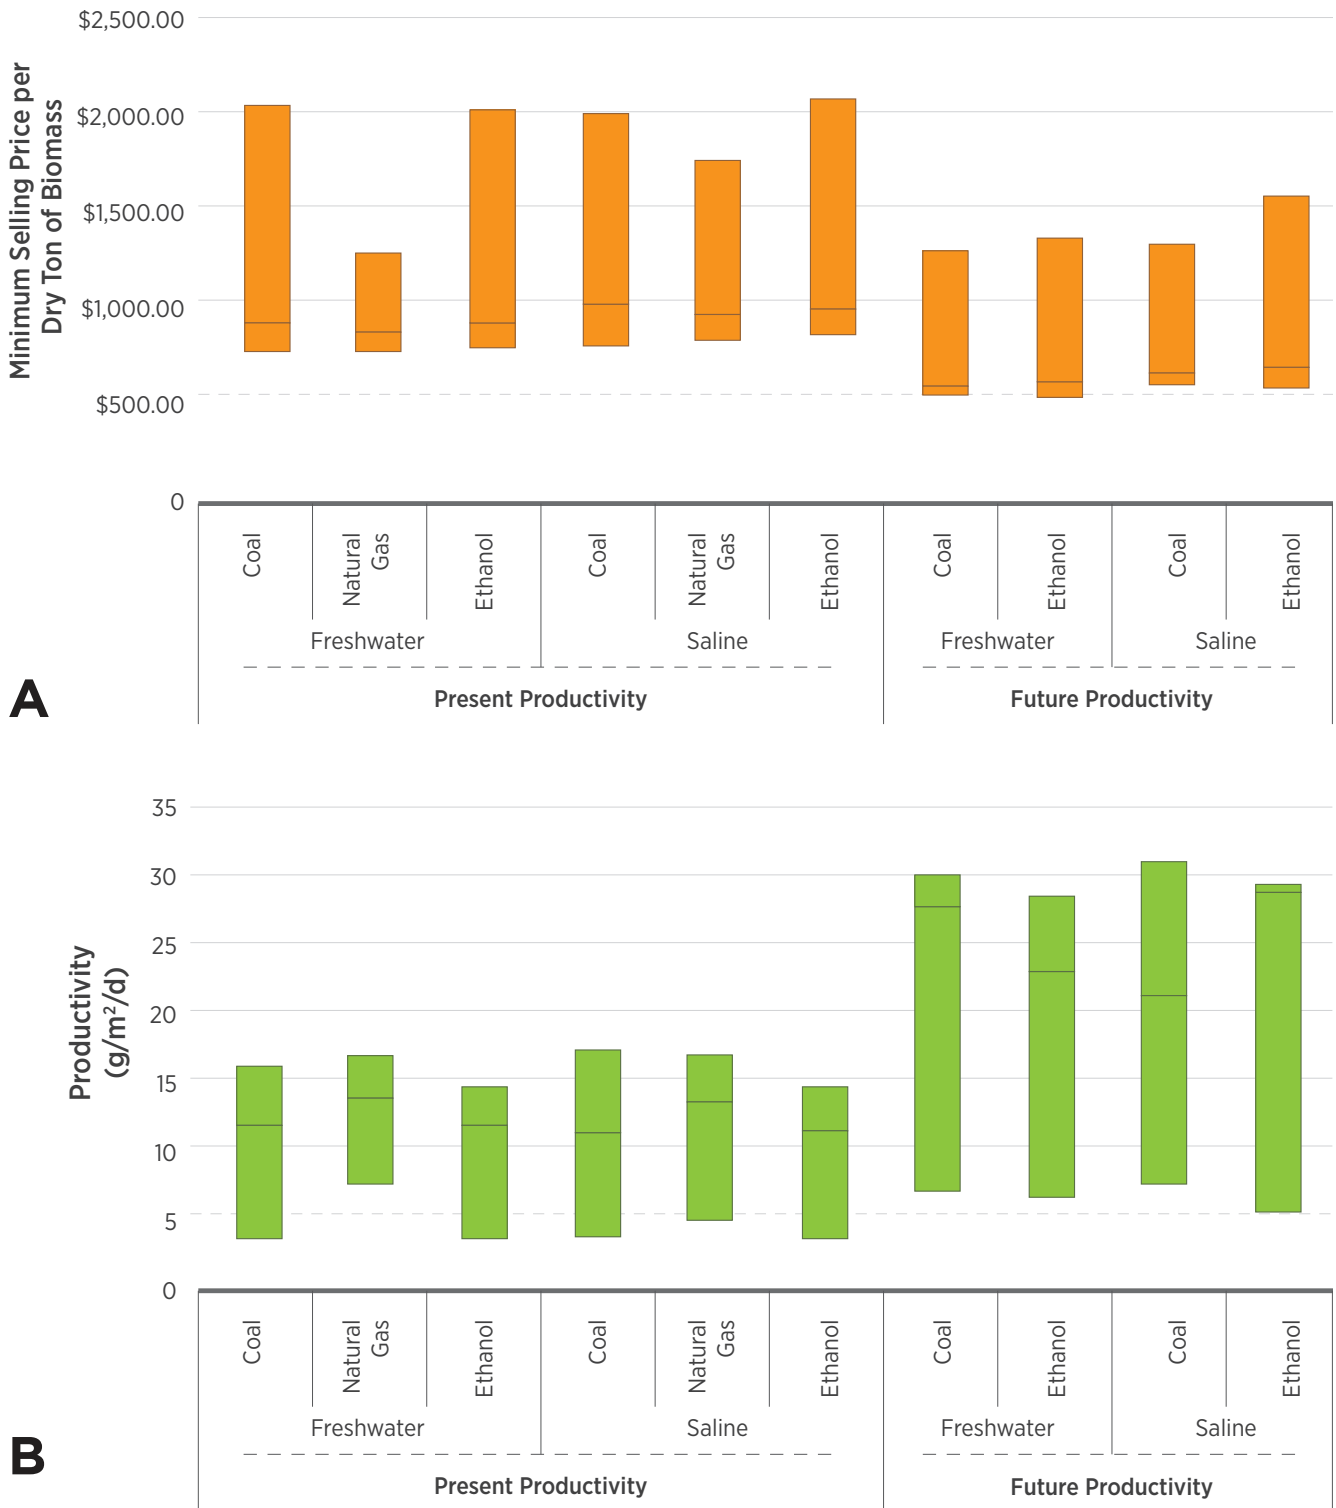 $2,500.00
$2,000.00
$1,500.00
$1,000.00
$500.00
0
Minimum Selling Price per
Dry Ton of Biomass
Coal
Natural
Gas
Ethanol
Coal
Natural
Gas
Ethanol
Coal
Ethanol
Coal
Ethanol
Freshwater
Saline
Freshwater
Saline
Present Productivity
Future Productivity
A
35
30
25
20
15
10
5
0
Productivity
(g/m²/d)
Coal
Natural
Gas
Ethanol
Coal
Natural
Gas
Ethanol
Coal
Ethanol
Coal
Ethanol
Freshwater
Saline
Freshwater
Saline
Present Productivity
Future Productivity
B